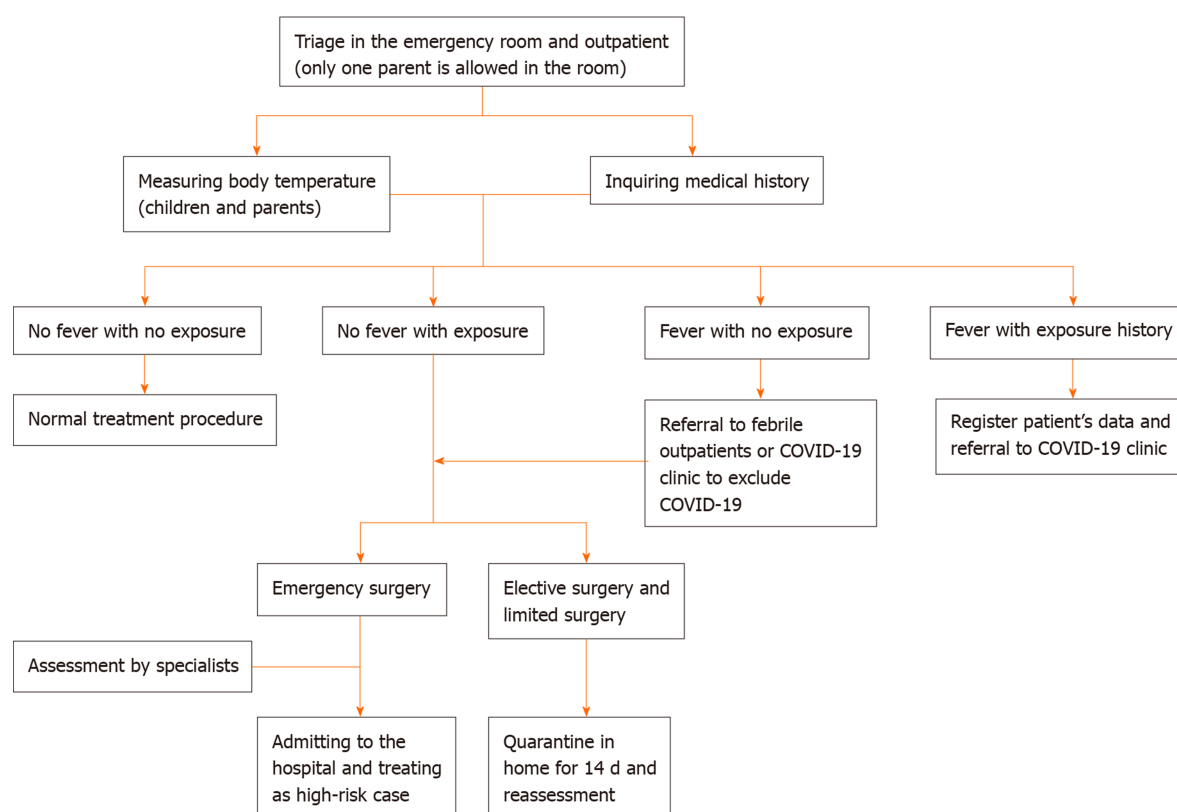 Triage in the emergency room and outpatient
(only one parent is allowed in the room)
Measuring body temperature
(children and parents)
Inquiring medical history
No fever with no exposure
No fever with exposure
Fever with no exposure
Fever with exposure history
Normal treatment procedure
Referral to febrile
outpatients or COVID-19
clinic to exclude
COVID-19
Register patient’s data and
referral to COVID-19 clinic
Emergency surgery
Elective surgery and
limited surgery
Assessment by specialists
Admitting to the
hospital and treating
as high-risk case
Quarantine in
home for 14 d and
reassessment